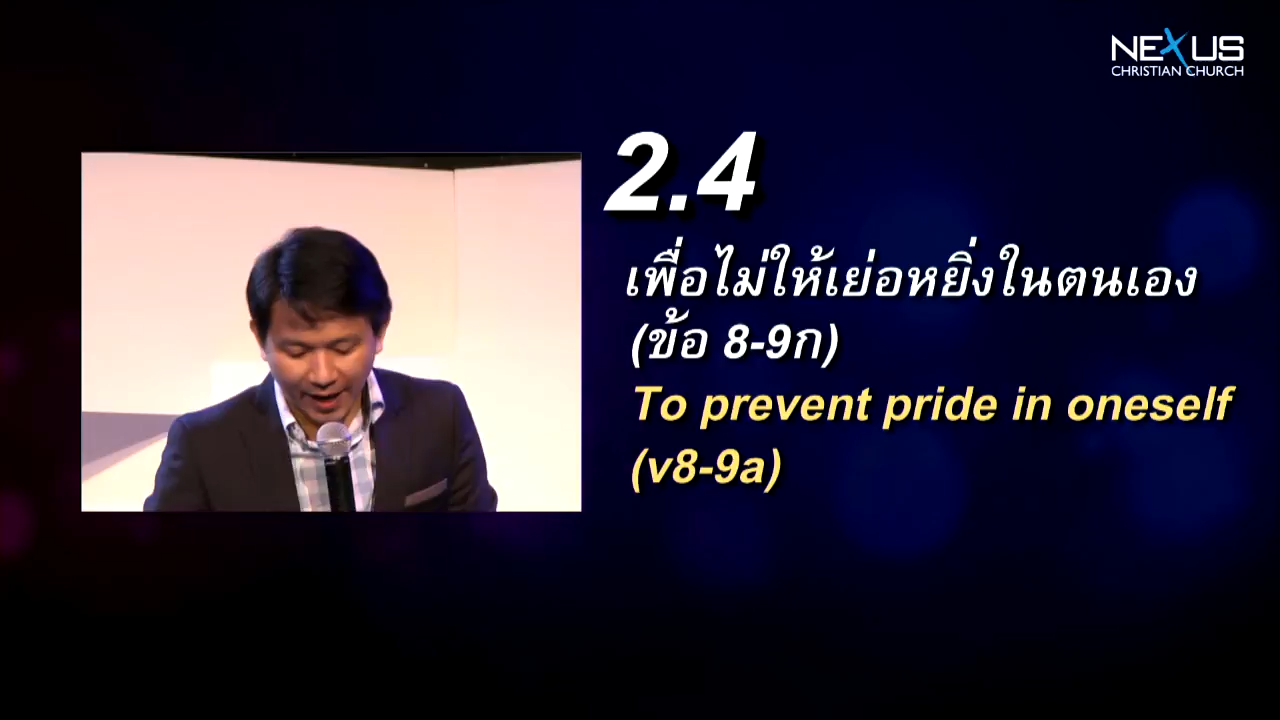 NEXUS
CHRISTIAN CHURCH
2.4
เพื่อไม่ให้เย่อหยิ่งในตนเอง
(ข้อ 8-9ก)
To prevent pride in oneself
(v8-9a)